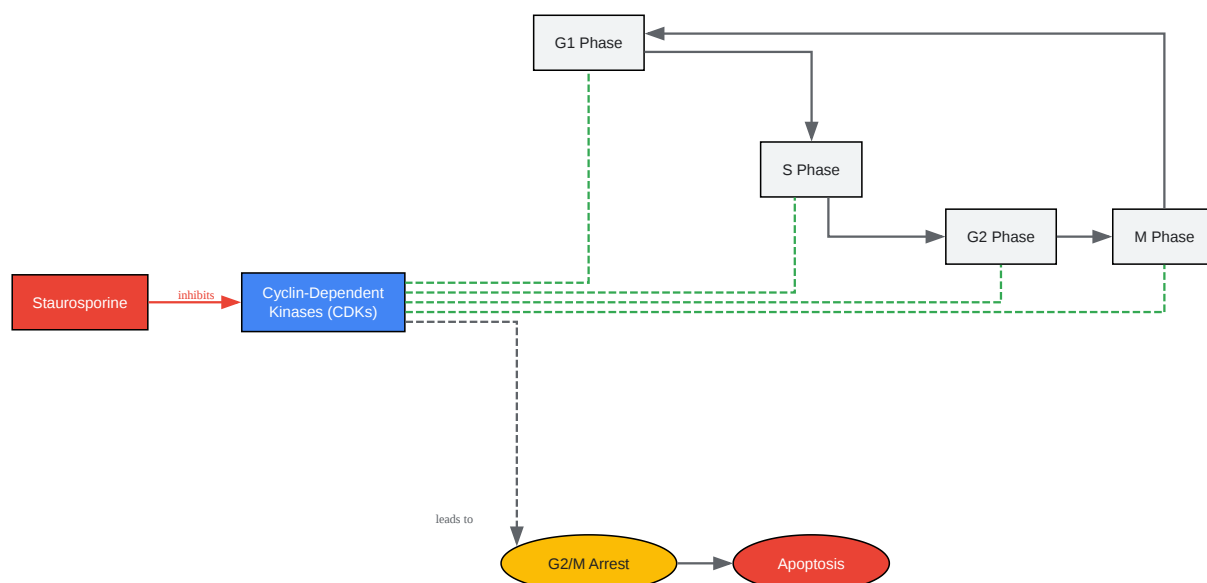 G1 Phase
S Phase
G2 Phase
M Phase
Staurosporine
inhibits
Cyclin-Dependent
Kinases (CDKs)
leads to
G2/M Arrest
Apoptosis